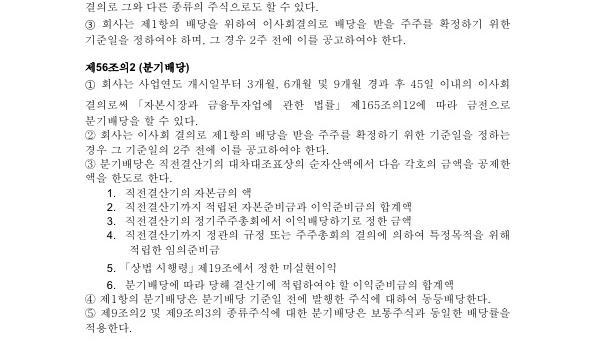 결의로 그와 다른 종류의 주식으로도 할 수 있다.
③ 회사는 제1항의 배당을 위하여 이사회결의로 배당을 받을 주주를 확정하기 위한
기준일을 정하여야 하며, 그 경우 2주 전에 이를 공고하여야 한다.
제56조의2 (분기배당)
① 회사는 사업연도 개시일부터 3개월, 6개월 및 9개월 경과 후 45일 이내의 이사회
결의로써 「자본시장과 금융투자업에 관한 법률」 제165조의12에 따라 금전으로
분기배당을 할 수 있다.
② 회사는 이사회 결의로 제1항의 배당을 받을 주주를 확정하기 위한 기준일을 정하는
경우 그 기준일의 2주 전에 이를 공고하여야 한다.
③ 분기배당은 직전결산기의 대차대조표상의 순자산액에서 다음 각호의 금액을 공제한
액을 한도로 한다.
1. 직전결산기의 자본금의 액
2. 직전결산기까지 적립된 자본준비금과 이익준비금의 합계액
3. 직전결산기의 정기주주총회에서 이익배당하기로 정한 금액
4. 직전결산기까지 정관의 규정 또는 주주총회의 결의에 의하여 특정목적을 위해
적립한 임의준비금
5. 「상법 시행령」제19조에서 정한 미실현이익
6. 분기배당에 따라 당해 결산기에 적립하여야 할 이익준비금의 합계액
④ 제1항의 분기배당은 분기배당 기준일 전에 발행한 주식에 대하여 동등배당한다.
⑤ 제9조의2 및 제9조의3의 종류주식에 대한 분기배당은 보통주식과 동일한 배당률을
적용한다.